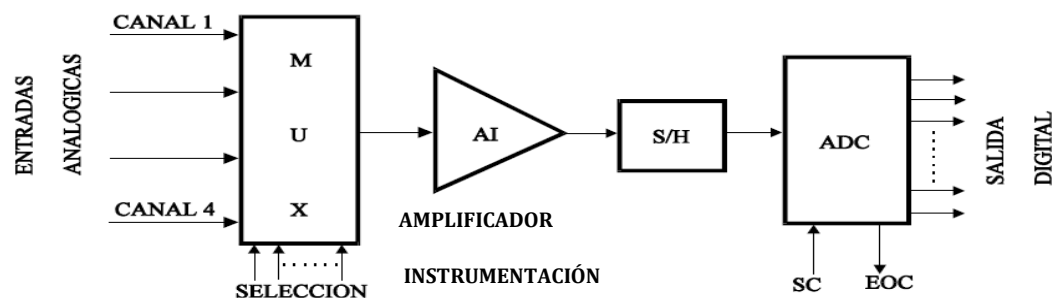 CANAL 1
ENTRADAS
ANALOGICAS
CANAL 4
M
U
X
SELECCION
AI
AMPLIFICADOR
INSTRUMENTACIÓN
S/H
ADC
SC
EOC
SALIDA
DIGITAL